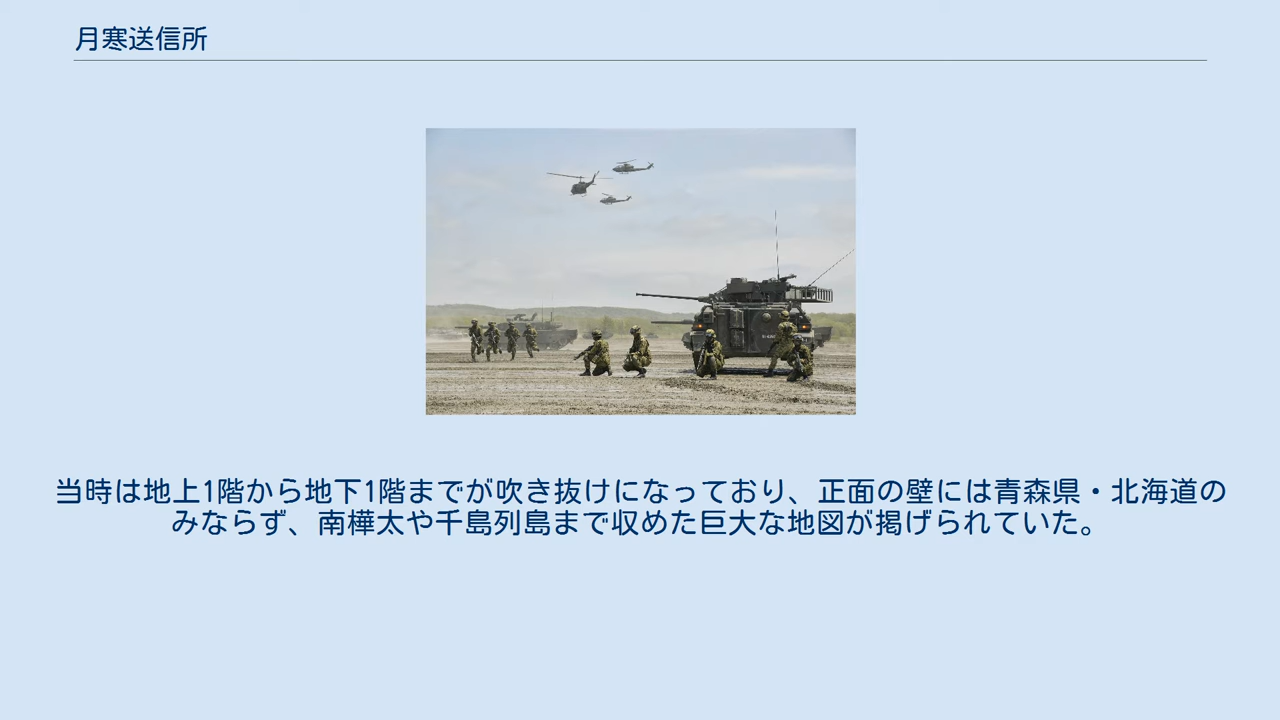 月寒送信所
当時は地上1階から地下1階までが吹き抜けになっており、正面の壁には青森県・北海道の
みならず、南樺太や千島列島まで収めた巨大な地図が掲げられていた。